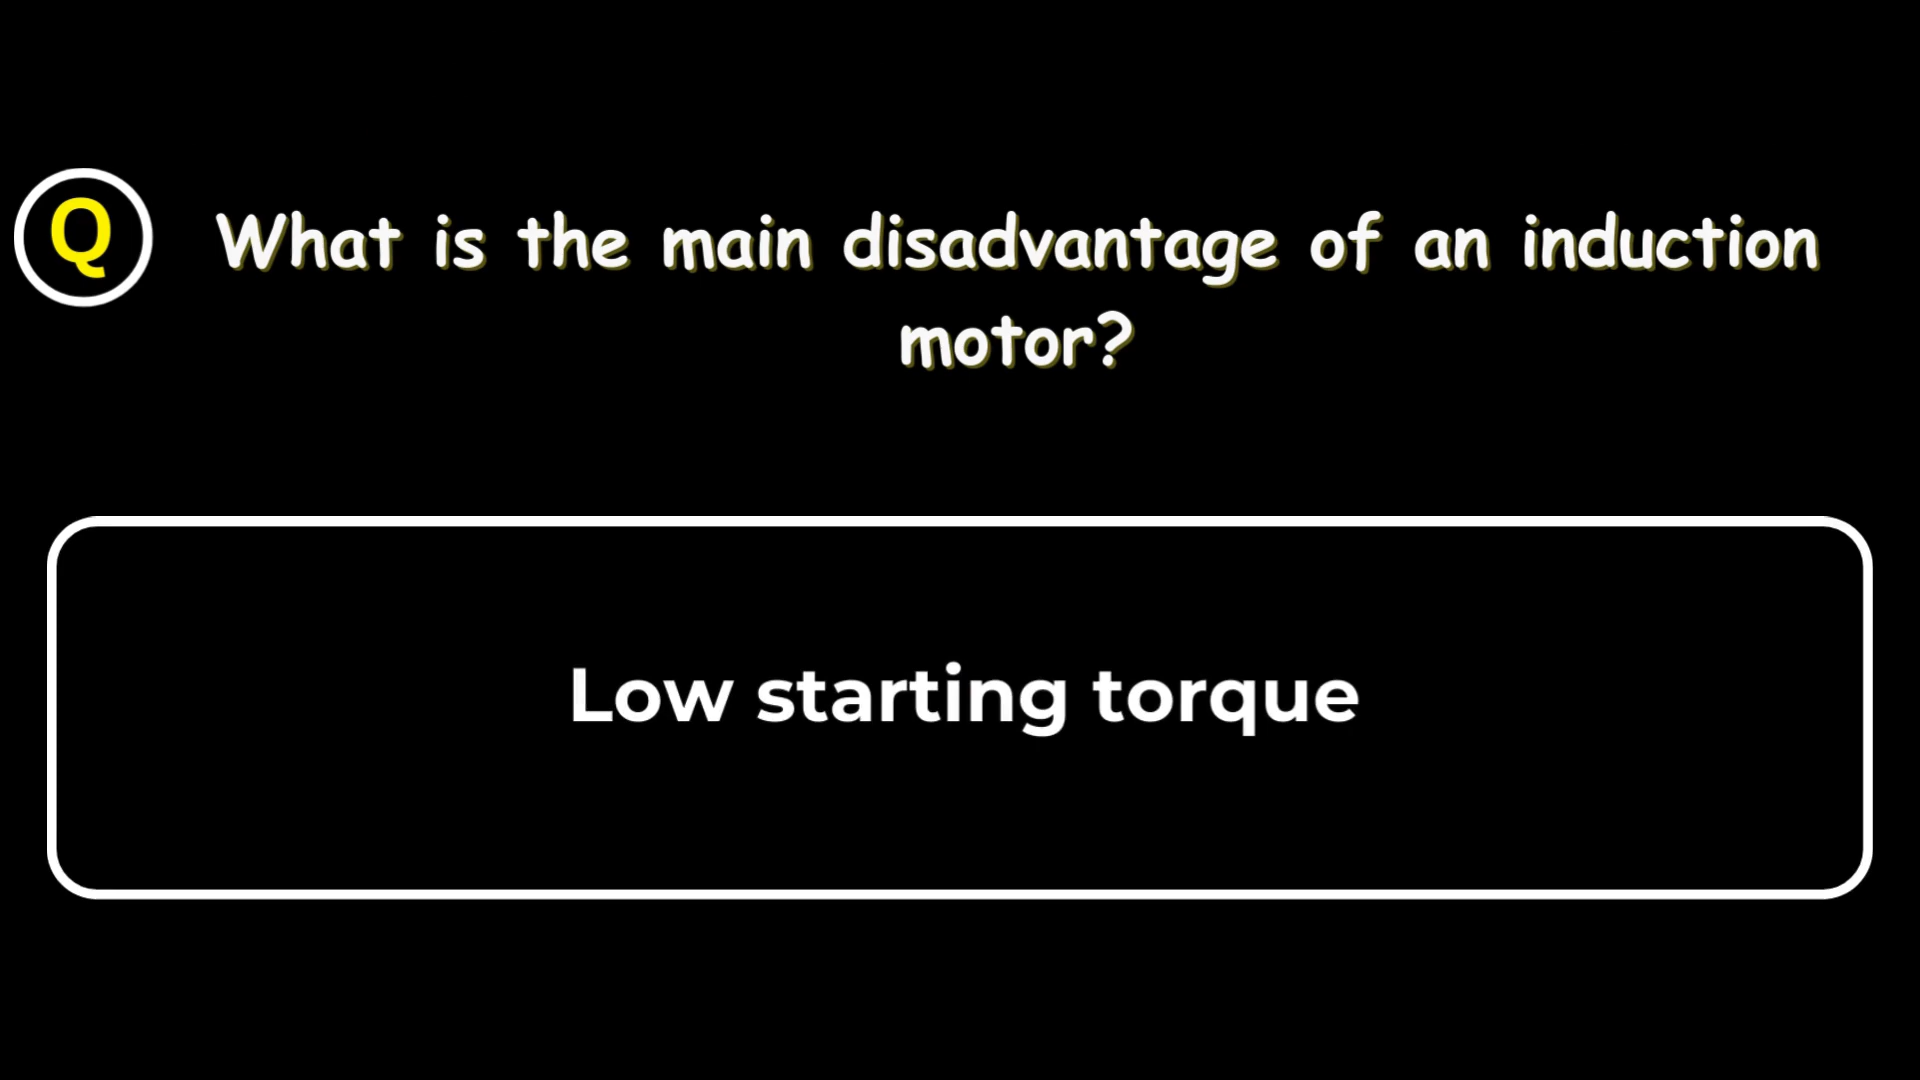 Q
What is the main disadvantage of an induction
motor?
Low starting torque